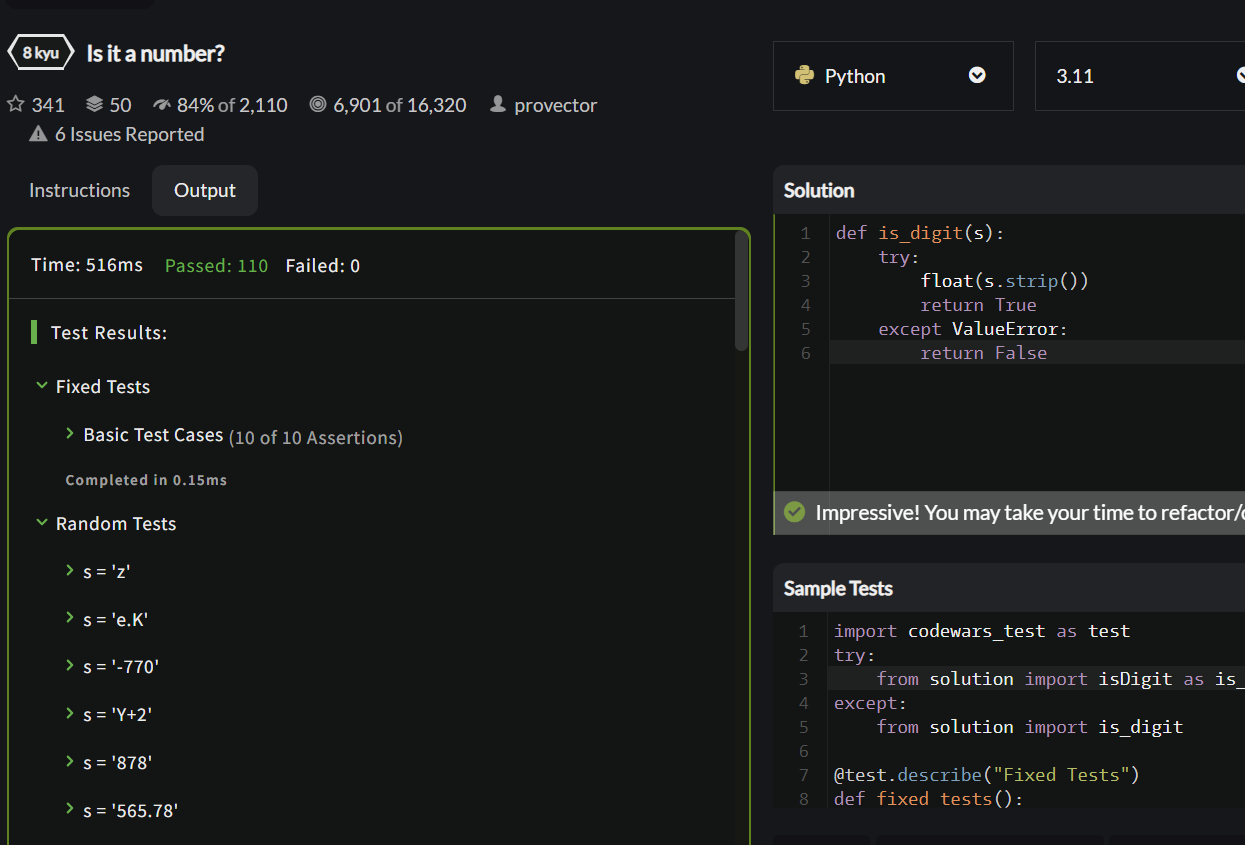 8 kyu Is it a number?
341 50 84% of 2,110 6,901 of 16,320 provector
6 Issues Reported
Instructions Output
Time: 516ms Passed: 110 Failed: 0
Test Results:
Fixed Tests
Basic Test Cases (10 of 10 Assertions)
Completed in 0.15ms
Random Tests
s = 'z'
s = 'e.K'
s = '-770'
s = 'Y+2'
s = '878'
s = '565.78'
Python 3.11
Solution
1 def is_digit(s):
2 try:
3 float(s.strip())
4 return True
5 except ValueError:
6 return False
Impressive! You may take your time to refactor/
Sample Tests
1 import codewars_test as test
2 try:
3 from solution import isDigit as is_
4 except:
5 from solution import is_digit
6
7 @test.describe("Fixed Tests")
8 def fixed_tests():